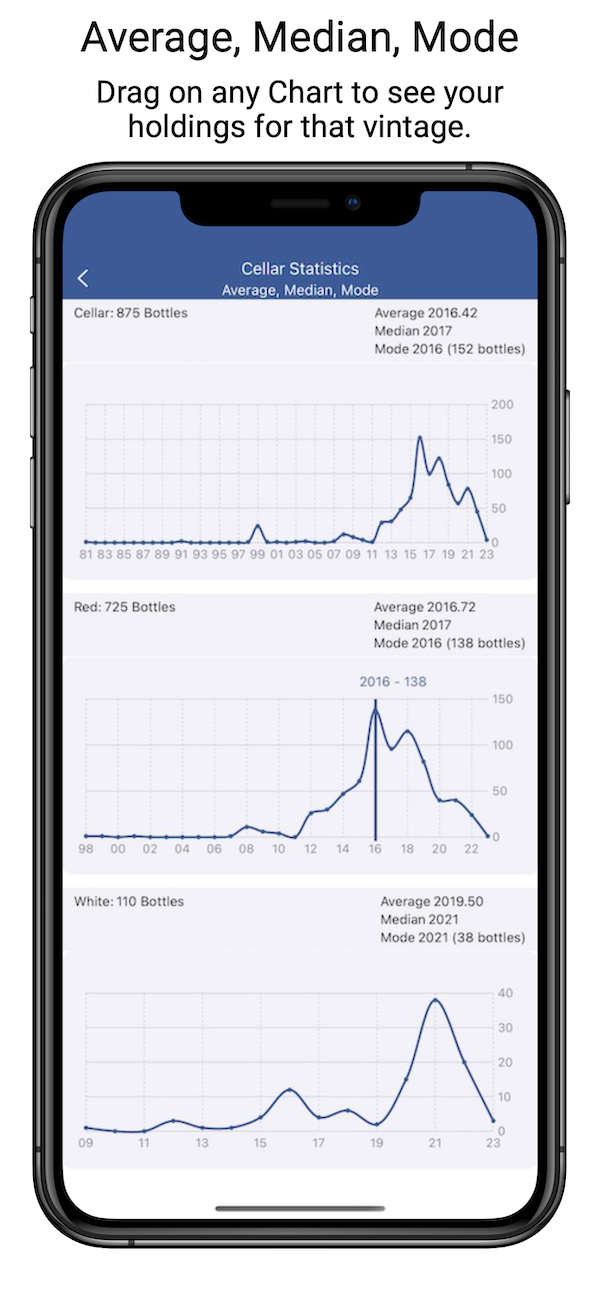 Average, Median, Mode
Drag on any Chart to see your
holdings for that vintage.
Cellar Statistics
Average, Median, Mode
Cellar: 875 Bottles
Average 2016.42
Median 2017
Mode 2016 (152 bottles)
200
150
100
50
0
81 83 85 87 89 91 93 95 97 99 01 03 05 07 09 11 13 15 17 19 21 23
Red: 725 Bottles
Average 2016.72
Median 2017
Mode 2016 (138 bottles)
2016 - 138
150
100
50
0
98 00 02 04 06 08 10 12 14 16 18 20 22
White: 110 Bottles
Average 2019.50
Median 2021
Mode 2021 (38 bottles)
40
30
20
10
0
09 11 13 15 17 19 21 23